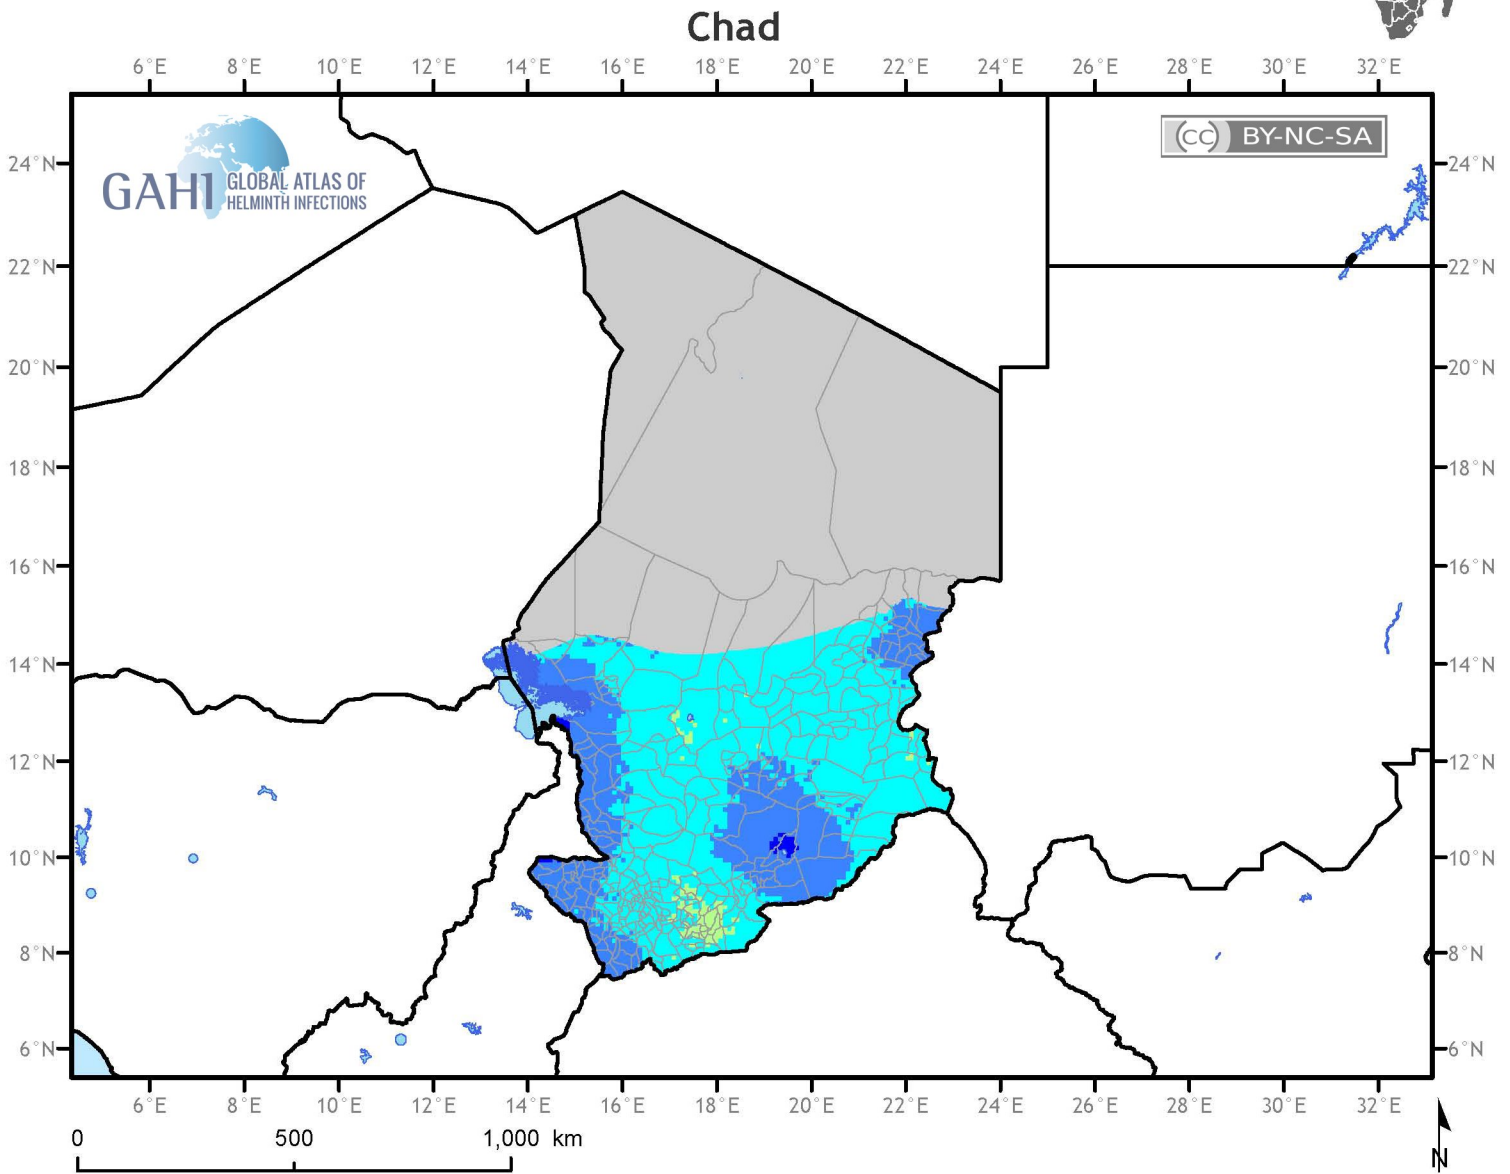 Chad
6°E 8°E 10°E 12°E 14°E 16°E 18°E 20°E 22°E 24°E 26°E 28°E 30°E 32°E
GAHI GLOBAL ATLAS OF
HELMINTH INFECTIONS
(cc) BY-NC-SA
24°N 24°N
22°N 22°N
20°N 20°N
18°N 18°N
16°N 16°N
14°N 14°N
12°N 12°N
10°N 10°N
8°N 8°N
6°N 6°N
6°E 8°E 10°E 12°E 14°E 16°E 18°E 20°E 22°E 24°E 26°E 28°E 30°E 32°E
0 500 1,000 km
N